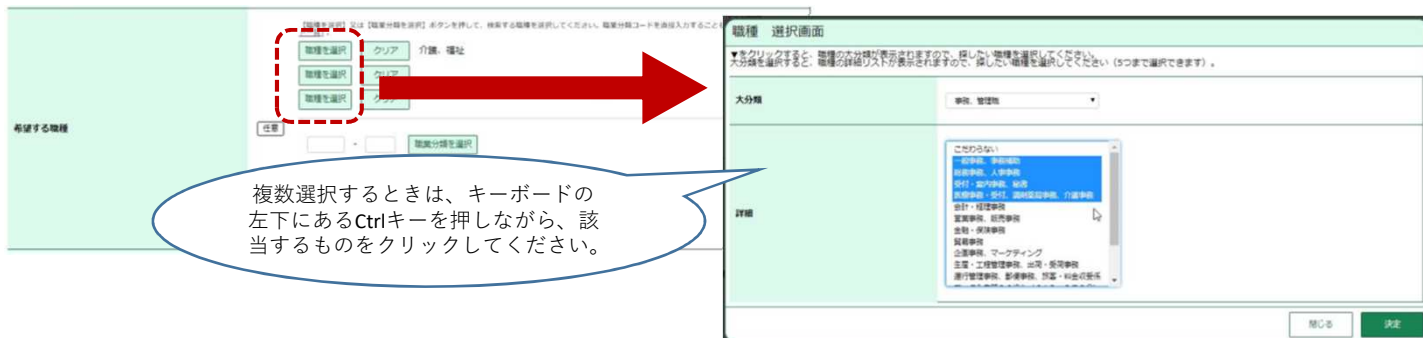 【職種を選択】又は【職業分類を選択】ボタンを押して、検索する職種を選択してください。職業分類コードを直接入力すること
職種を選択 クリア 介護、福祉
職種を選択 クリア
職種を選択 クリア
希望する職種
任意
- 職業分類を選択
複数選択するときは、キーボードの
左下にあるCtrlキーを押しながら、該
当するものをクリックしてください。
職種 選択画面
▼をクリックすると、職種の大分類が表示されますので、探したい職種を選択してください。
大分類を選択すると、職種の詳細リストが表示されますので、探したい職種を選択してください（5つまで選択できます）。
大分類
事務、管理職
詳細
こだわらない
一般事務、事務補助
総務事務、人事事務
受付・案内事務、秘書
医療事務・受付、調剤薬局事務、介護事務
会計・経理事務
営業事務、販売事務
金融・保険事務
貿易事務
企画事務、マーケティング
生産・工程管理事務、出荷・受荷事務
運行管理事務、郵便事務、旅客・料金収受係
閉じる 決定